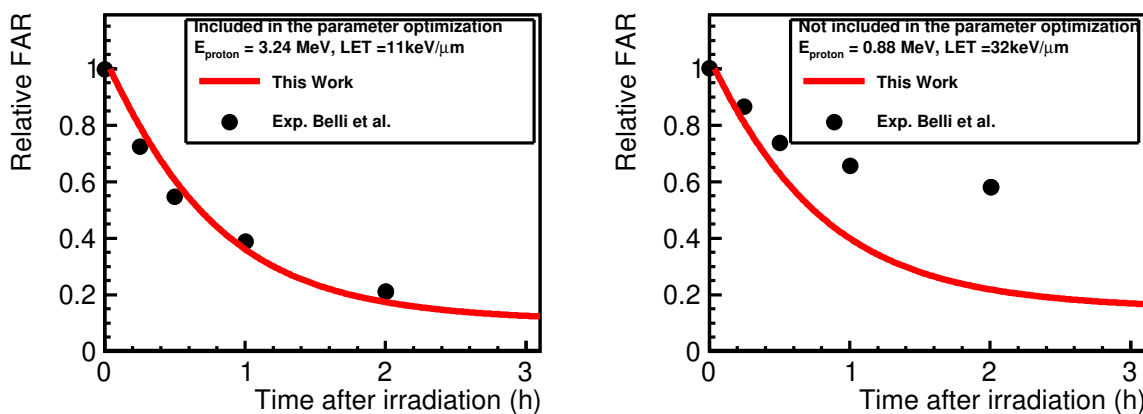 Included in the parameter optimization
E_proton = 3.24 MeV, LET =11keV/μm
This Work
Exp. Belli et al.
Relative FAR
1
0.8
0.6
0.4
0.2
0
0 1 2 3
Time after irradiation (h)
Not included in the parameter optimization
E_proton = 0.88 MeV, LET =32keV/μm
This Work
Exp. Belli et al.
Relative FAR
1
0.8
0.6
0.4
0.2
0
0 1 2 3
Time after irradiation (h)